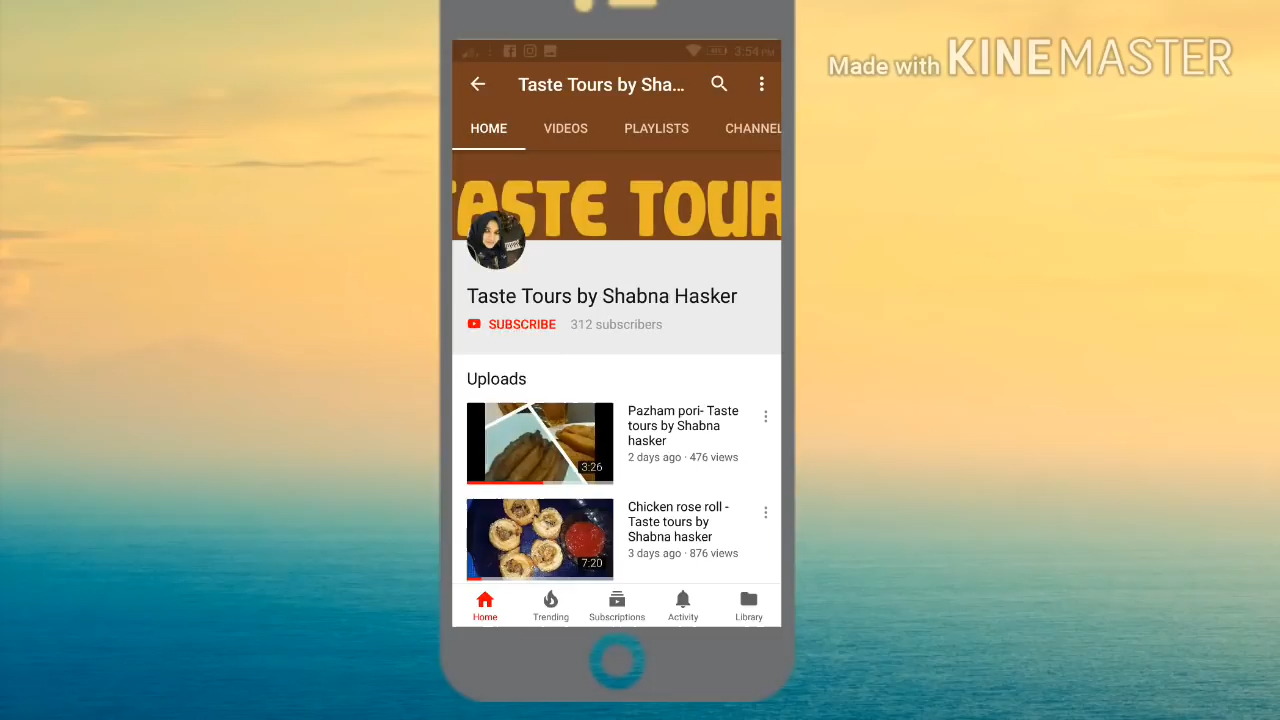 Made with KINEMASTER
3:54 PM
Taste Tours by Sha...
HOME VIDEOS PLAYLISTS CHANNEL
TASTE TOUR
Taste Tours by Shabna Hasker
SUBSCRIBE 312 subscribers
Uploads
Pazham pori- Taste
tours by Shabna
hasker
2 days ago · 476 views
3:26
Chicken rose roll -
Taste tours by
Shabna hasker
3 days ago · 876 views
7:20
Home Trending Subscriptions Activity Library